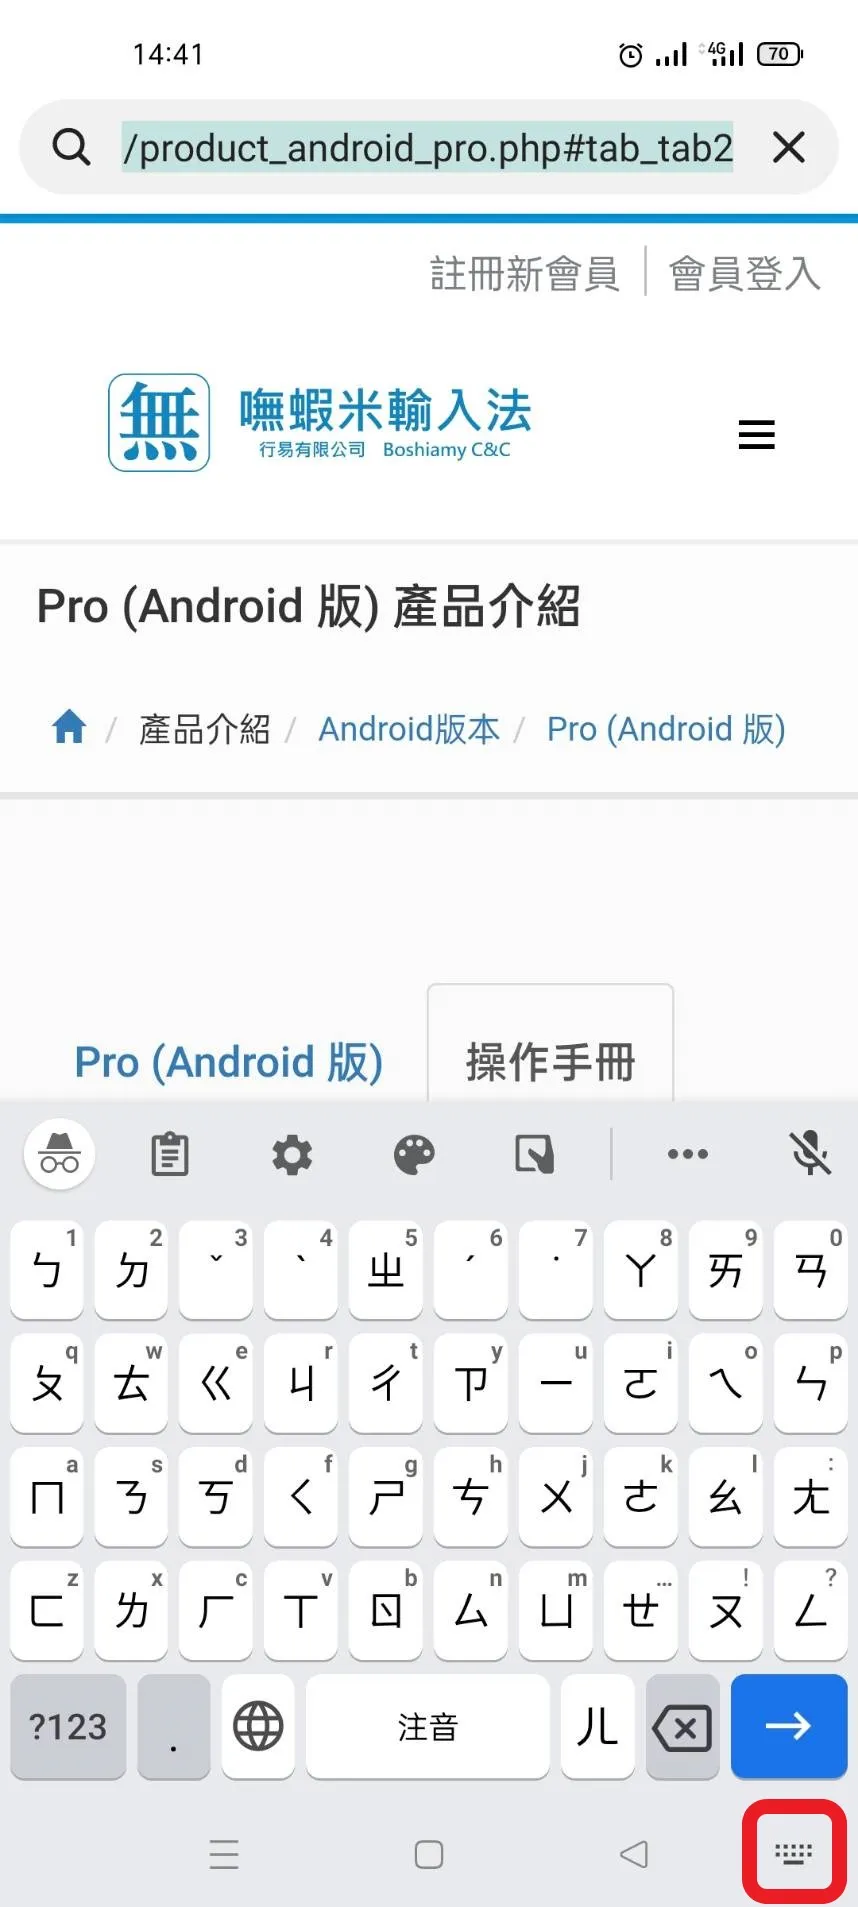 14:41
4G 70
/product_android_pro.php#tab_tab2
註冊新會員 會員登入
無 嘸蝦米輸入法
行易有限公司 Boshiamy C&C
Pro (Android 版) 產品介紹
/ 產品介紹 / Android版本 / Pro (Android 版)
Pro (Android 版) 操作手冊
1 2 3 4 5 6 7 8 9 0
ㄅ ㄉ ˇ ˋ ㄓ ˊ ˙ ㄚ ㄞ ㄢ
q w e r t y u i o p
ㄆ ㄊ ㄍ ㄐ ㄔ ㄗ ㄧ ㄛ ㄟ ㄣ
a s d f g h j k l :
ㄇ ㄋ ㄎ ㄑ ㄕ ㄘ ㄨ ㄜ ㄠ ㄤ
z x c v b n m … ! ?
ㄈ ㄌ ㄏ ㄒ ㄖ ㄙ ㄩ ㄝ ㄡ ㄥ
?123 . 注音 ㄦ